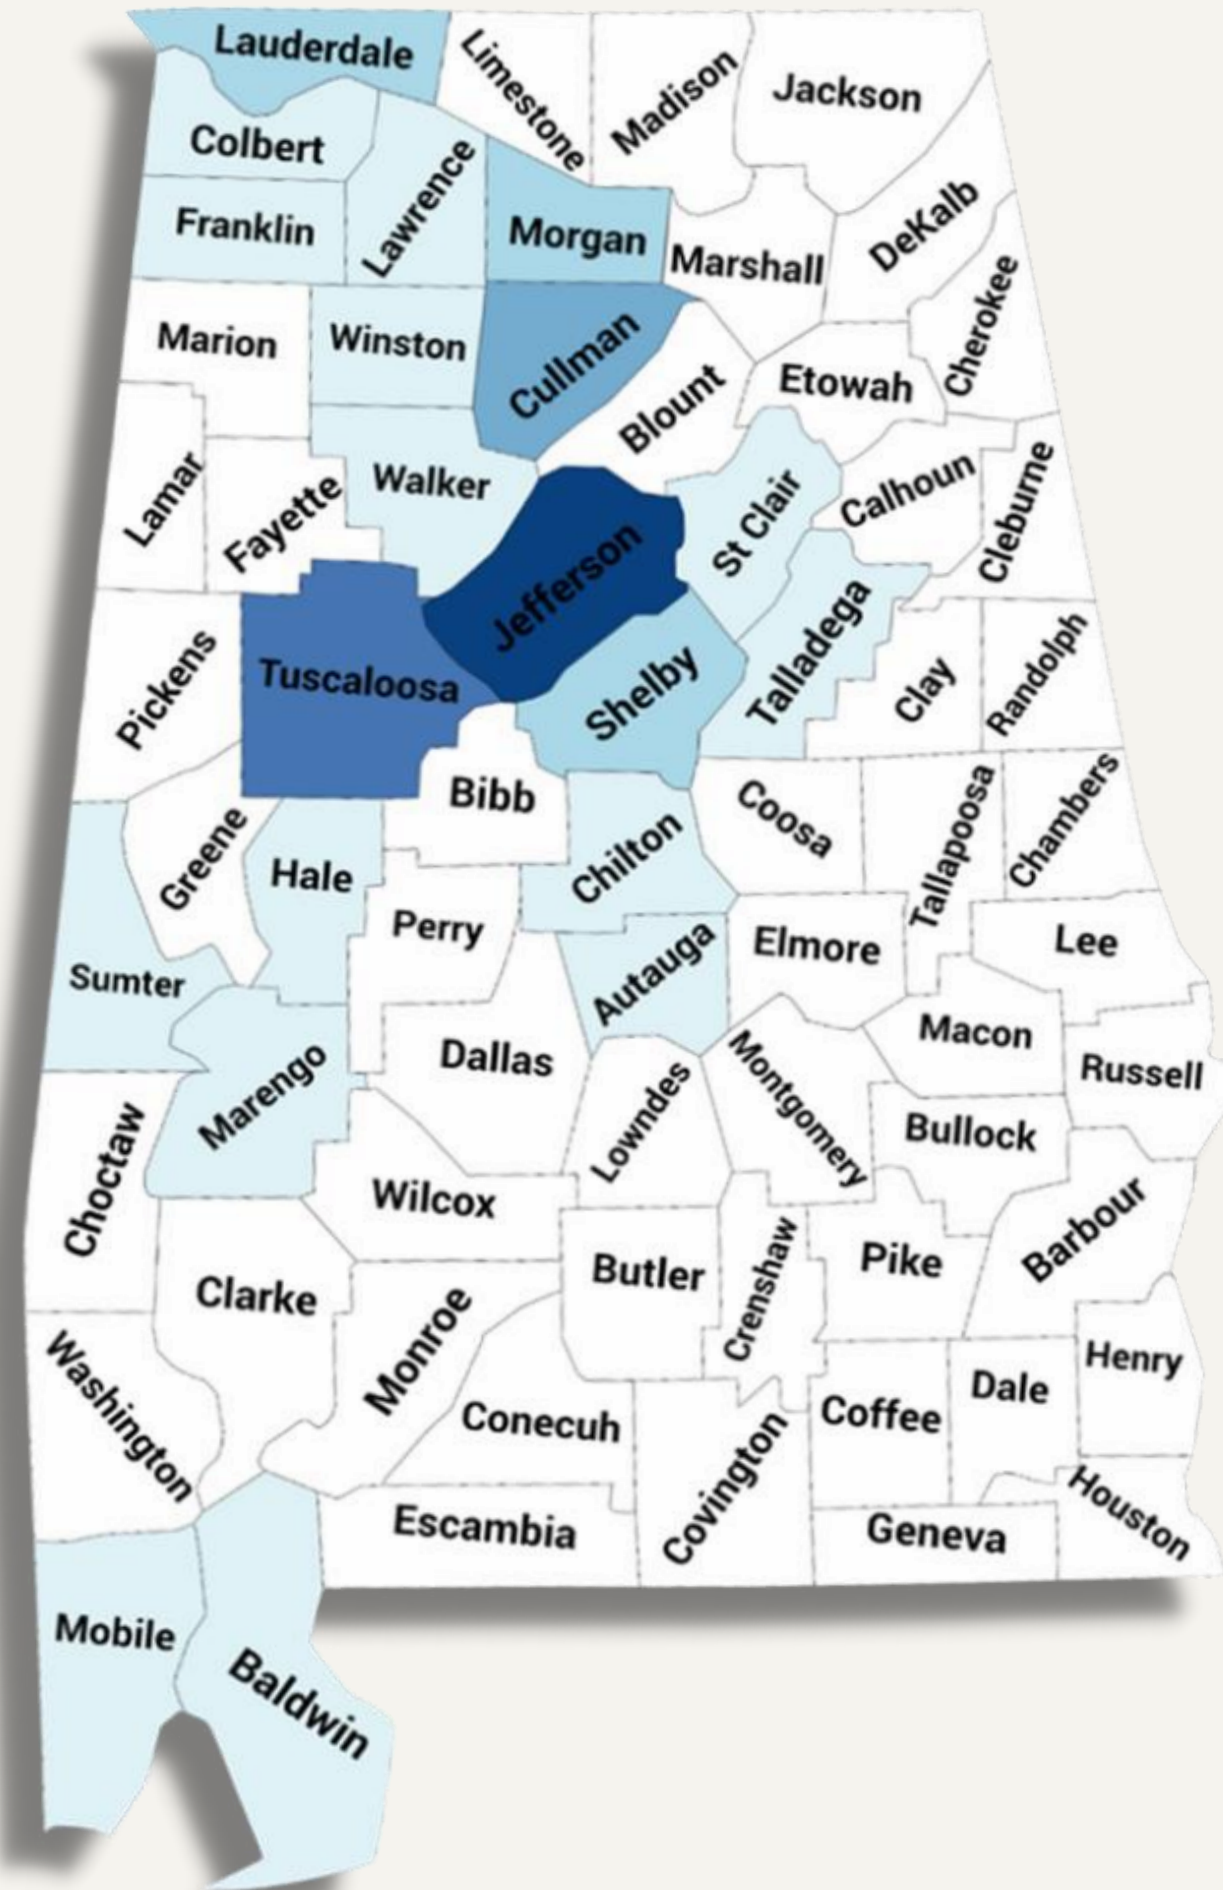 Lauderdale
Limestone
Madison
Jackson
Colbert
Lawrence
Franklin
Morgan
Marshall
DeKalb
Cherokee
Marion
Winston
Cullman
Blount
Etowah
Lamar
Fayette
Walker
Jefferson
St Clair
Calhoun
Cleburne
Pickens
Tuscaloosa
Shelby
Talladega
Clay
Randolph
Greene
Hale
Bibb
Chilton
Coosa
Tallapoosa
Chambers
Sumter
Perry
Autauga
Elmore
Lee
Marengo
Dallas
Lowndes
Montgomery
Macon
Russell
Choctaw
Wilcox
Bullock
Clarke
Butler
Crenshaw
Pike
Barbour
Washington
Monroe
Conecuh
Covington
Coffee
Dale
Henry
Escambia
Geneva
Houston
Mobile
Baldwin